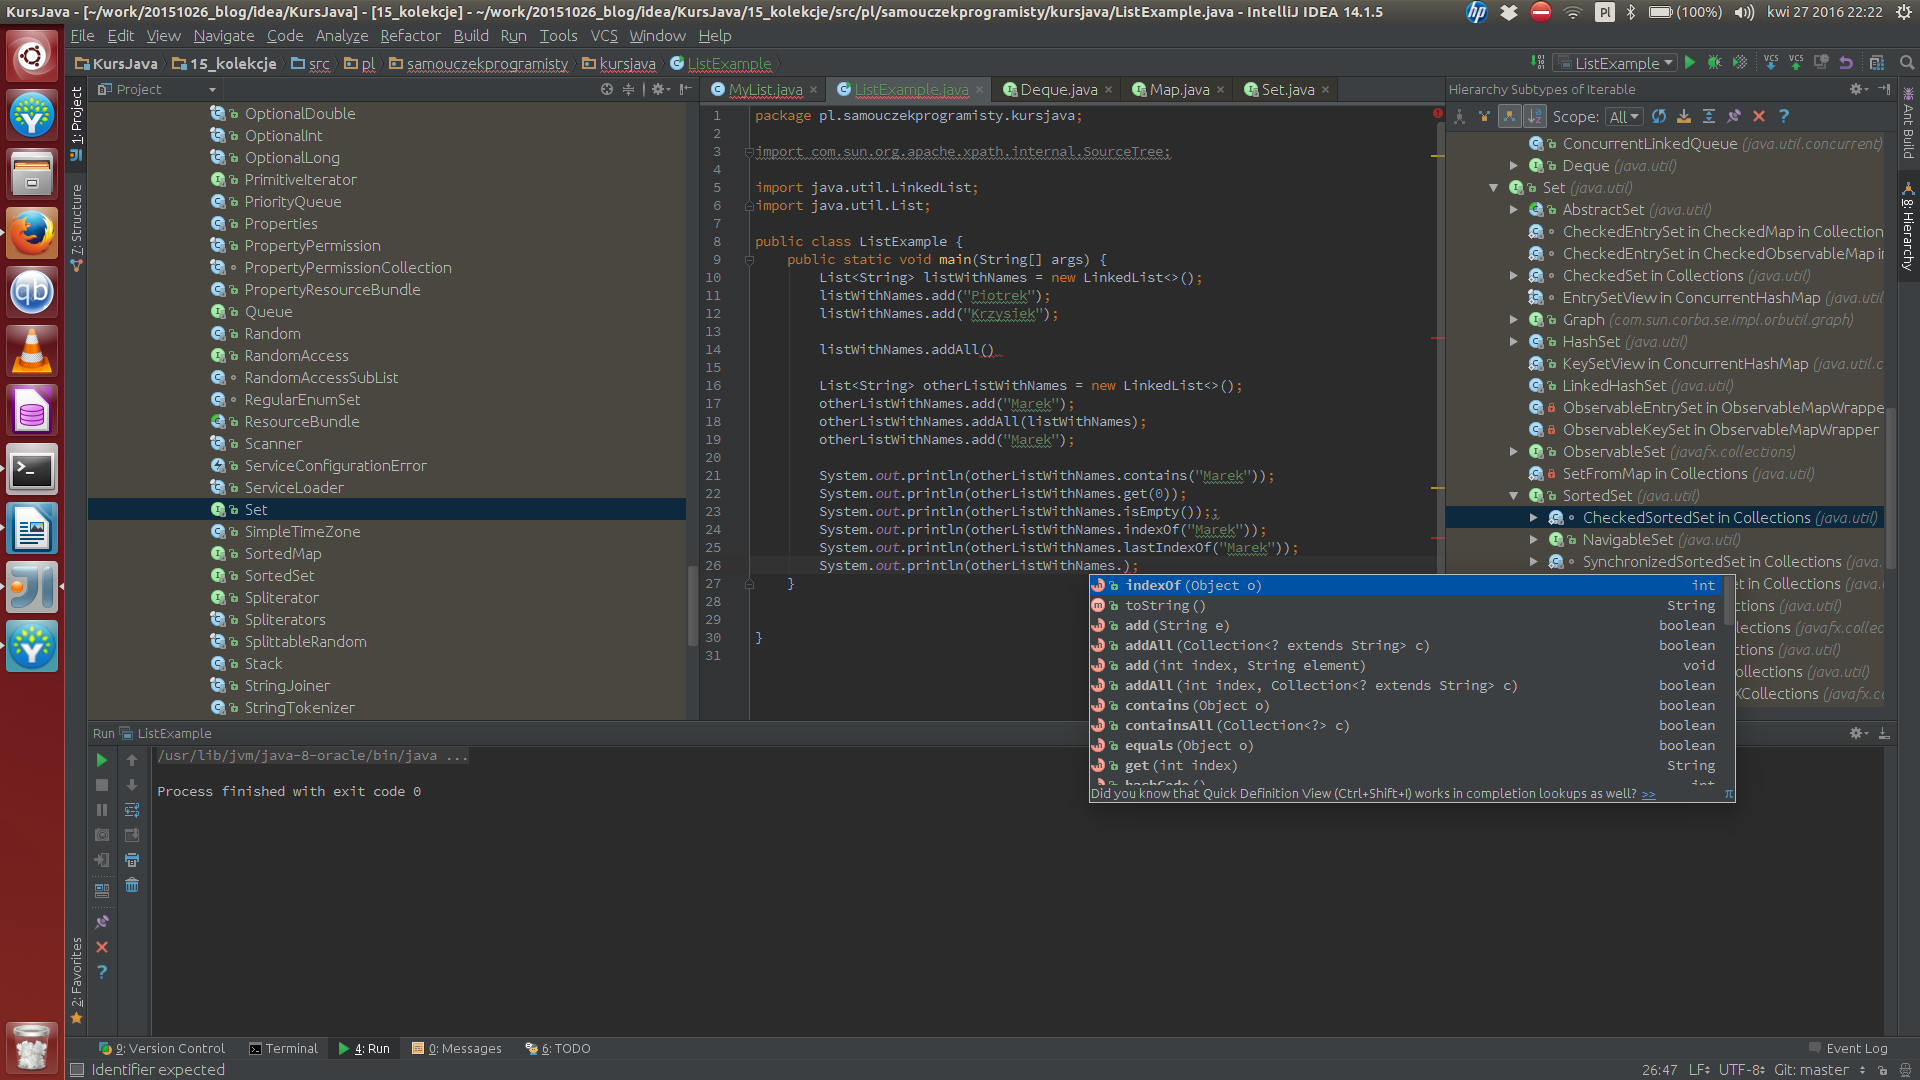 KursJava - [~/work/20151026_blog/idea/KursJava] - [15_kolekcje] - ~/work/20151026_blog/idea/KursJava/15_kolekcje/src/pl/samouczekprogramisty/kursjava/ListExample.java - IntelliJ IDEA 14.1.5
Pl (100%) kwi 27 2016 22:22
File Edit View Navigate Code Analyze Refactor Build Run Tools VCS Window Help
KursJava 15_kolekcje src pl samouczekprogramisty kursjava ListExample
ListExample
Project
1: Project
7: Structure
2: Favorites
OptionalDouble
OptionalInt
OptionalLong
PrimitiveIterator
PriorityQueue
Properties
PropertyPermission
PropertyPermissionCollection
PropertyResourceBundle
Queue
Random
RandomAccess
RandomAccessSubList
RegularEnumSet
ResourceBundle
Scanner
ServiceConfigurationError
ServiceLoader
Set
SimpleTimeZone
SortedMap
SortedSet
Spliterator
Spliterators
SplittableRandom
Stack
StringJoiner
StringTokenizer
MyList.java ListExample.java Deque.java Map.java Set.java
1 package pl.samouczekprogramisty.kursjava;
2
3 import com.sun.org.apache.xpath.internal.SourceTree;
4
5 import java.util.LinkedList;
6 import java.util.List;
7
8 public class ListExample {
9 public static void main(String[] args) {
10 List<String> listWithNames = new LinkedList<>();
11 listWithNames.add("Piotrek");
12 listWithNames.add("Krzysiek");
13
14 listWithNames.addAll()
15
16 List<String> otherListWithNames = new LinkedList<>();
17 otherListWithNames.add("Marek");
18 otherListWithNames.addAll(listWithNames);
19 otherListWithNames.add("Marek");
20
21 System.out.println(otherListWithNames.contains("Marek"));
22 System.out.println(otherListWithNames.get(0));
23 System.out.println(otherListWithNames.isEmpty());;
24 System.out.println(otherListWithNames.indexOf("Marek"));
25 System.out.println(otherListWithNames.lastIndexOf("Marek"));
26 System.out.println(otherListWithNames.);
27 }
28
29
30 }
31
indexOf(Object o) int
toString() String
add(String e) boolean
addAll(Collection<? extends String> c) boolean
add(int index, String element) void
addAll(int index, Collection<? extends String> c) boolean
contains(Object o) boolean
containsAll(Collection<?> c) boolean
equals(Object o) boolean
get(int index) String
hashCode() int
Did you know that Quick Definition View (Ctrl+Shift+I) works in completion lookups as well? >> π
Hierarchy Subtypes of Iterable
Scope: All
ConcurrentLinkedQueue (java.util.concurrent)
Deque (java.util)
Set (java.util)
AbstractSet (java.util)
CheckedEntrySet in CheckedMap in Collection
CheckedEntrySet in CheckedObservableMap in
CheckedSet in Collections (java.util)
EntrySetView in ConcurrentHashMap (java.util
Graph (com.sun.corba.se.impl.orbutil.graph)
HashSet (java.util)
KeySetView in ConcurrentHashMap (java.util.c
LinkedHashSet (java.util)
ObservableEntrySet in ObservableMapWrappe
ObservableKeySet in ObservableMapWrapper
ObservableSet (javafx.collections)
SetFromMap in Collections (java.util)
SortedSet (java.util)
CheckedSortedSet in Collections (java.util)
NavigableSet (java.util)
SynchronizedSortedSet in Collections (java.util)
et in Collections (java.util)
ctions (java.util)
lections (javafx.collec
ctions (java.util)
ollections (java.util)
XCollections (javafx.co
Ant Build
8: Hierarchy
Run ListExample
/usr/lib/jvm/java-8-oracle/bin/java ...
Process finished with exit code 0
9: Version Control Terminal 4: Run 0: Messages 6: TODO Event Log
Identifier expected 26:47 LF UTF-8 Git: master